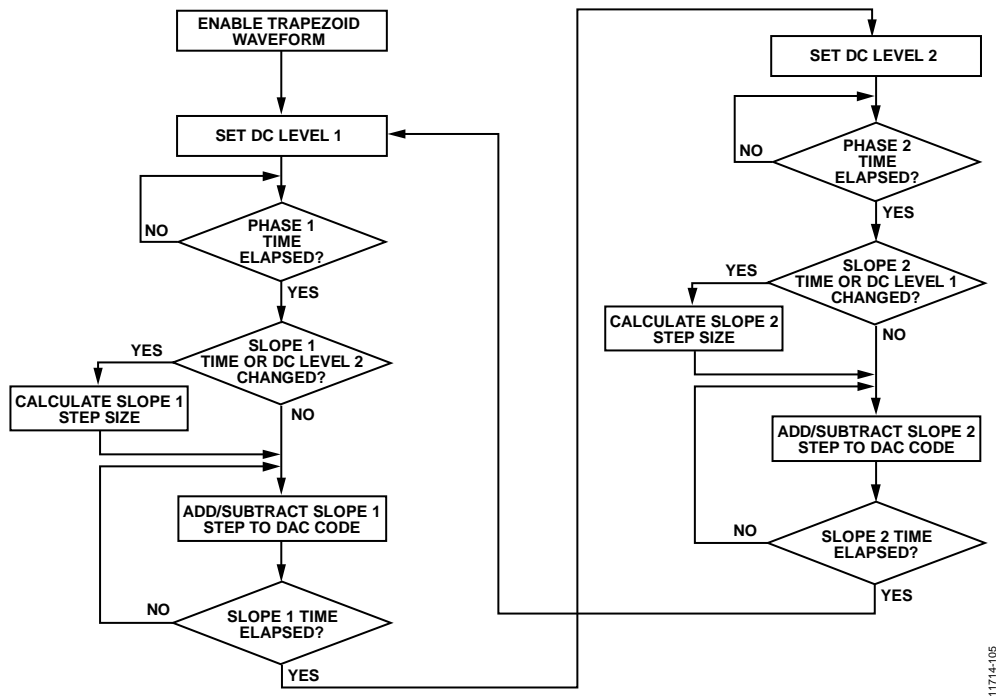 ENABLE TRAPEZOID
WAVEFORM
SET DC LEVEL 1
NO
PHASE 1
TIME
ELAPSED?
YES
YES
SLOPE 1
TIME OR DC LEVEL 2
CHANGED?
CALCULATE SLOPE 1
STEP SIZE
NO
ADD/SUBTRACT SLOPE 1
STEP TO DAC CODE
NO
SLOPE 1 TIME
ELAPSED?
YES
SET DC LEVEL 2
NO
PHASE 2
TIME
ELAPSED?
YES
YES
SLOPE 2
TIME OR DC LEVEL 1
CHANGED?
CALCULATE SLOPE 2
STEP SIZE
NO
ADD/SUBTRACT SLOPE 2
STEP TO DAC CODE
NO
SLOPE 2 TIME
ELAPSED?
YES
11714-105